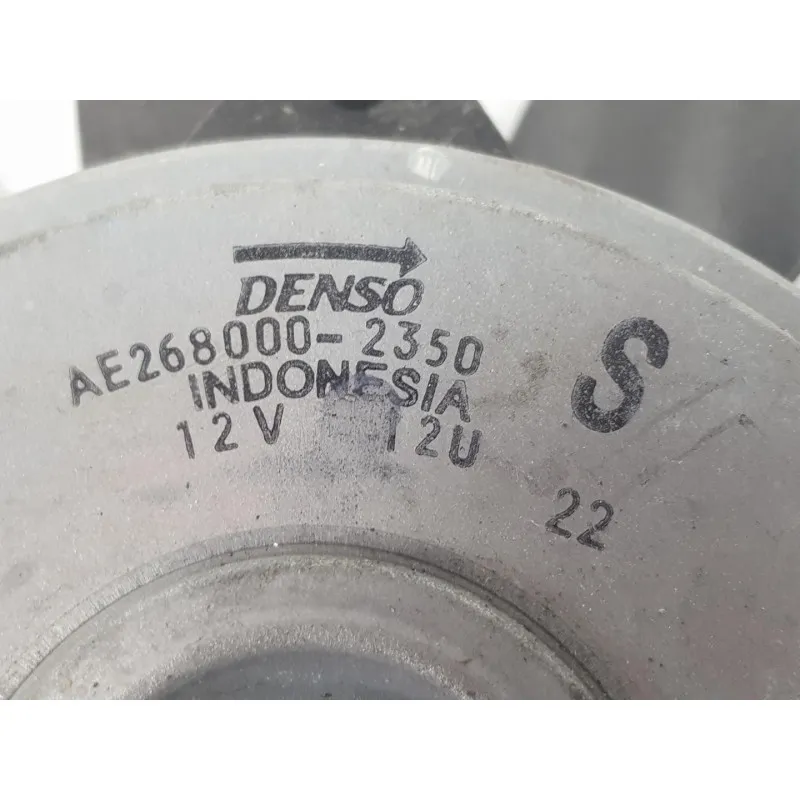 DENSO
AE268000-2350
INDONESIA
12V 12U
S
22